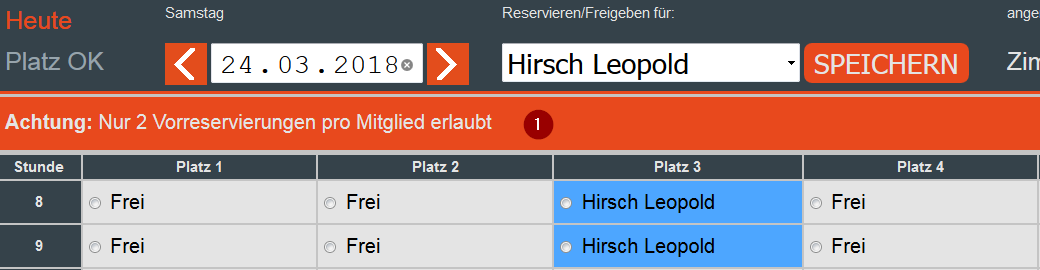 Heute
Samstag
Reservieren/Freigeben für:
ange
Platz OK
24.03.2018
Hirsch Leopold
SPEICHERN
Zim
Achtung: Nur 2 Vorreservierungen pro Mitglied erlaubt
1
Stunde Platz 1 Platz 2 Platz 3 Platz 4
8 Frei Frei Hirsch Leopold Frei
9 Frei Frei Hirsch Leopold Frei